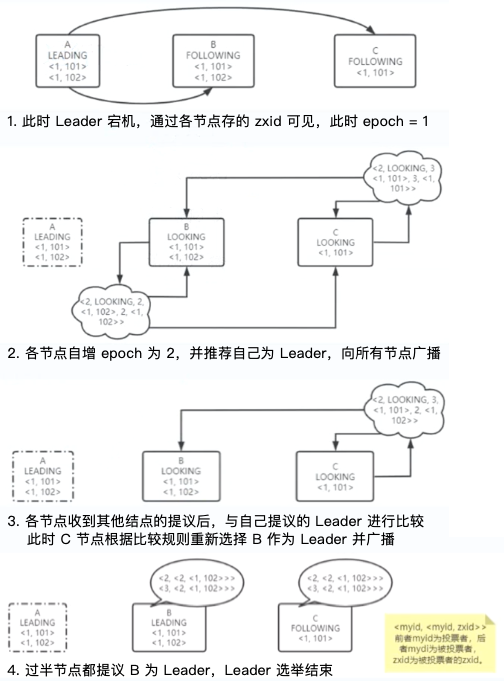 A
LEADING
<1, 101>
<1, 102>
B
FOLLOWING
<1, 101>
<1, 102>
C
FOLLOWING
<1, 101>
1. 此时 Leader 宕机，通过各节点存的 zxid 可见，此时 epoch = 1
<2, LOOKING, 3
<1, 101>, 3, <1,
101>>
A
LEADING
<1, 101>
<1, 102>
B
LOOKING
<1, 101>
<1, 102>
C
LOOKING
<1, 101>
<2, LOOKING, 2,
<1, 102>, 2, <1,
102>>
2. 各节点自增 epoch 为 2，并推荐自己为 Leader，向所有节点广播
<2, LOOKING, 3,
<1, 101>, 2, <1,
102>>
A
LEADING
<1, 101>
<1, 102>
B
LOOKING
<1, 101>
<1, 102>
C
LOOKING
<1, 101>
3. 各节点收到其他结点的提议后，与自己提议的 Leader 进行比较
此时 C 节点根据比较规则重新选择 B 作为 Leader 并广播
<2, <2, <1, 102>>>
<3, <2, <1, 102>>>
<2, <2, <1, 102>>>
<3, <2, <1, 102>>>
A
LEADING
<1, 101>
<1, 102>
B
LEADING
<1, 101>
<1, 102>
C
FOLLOWING
<1, 101>
<myid, <myid, zxid>>
前者myid为投票者，后
者mydi为被投票者，
zxid为被投票者的zxid。
4. 过半节点都提议 B 为 Leader，Leader 选举结束